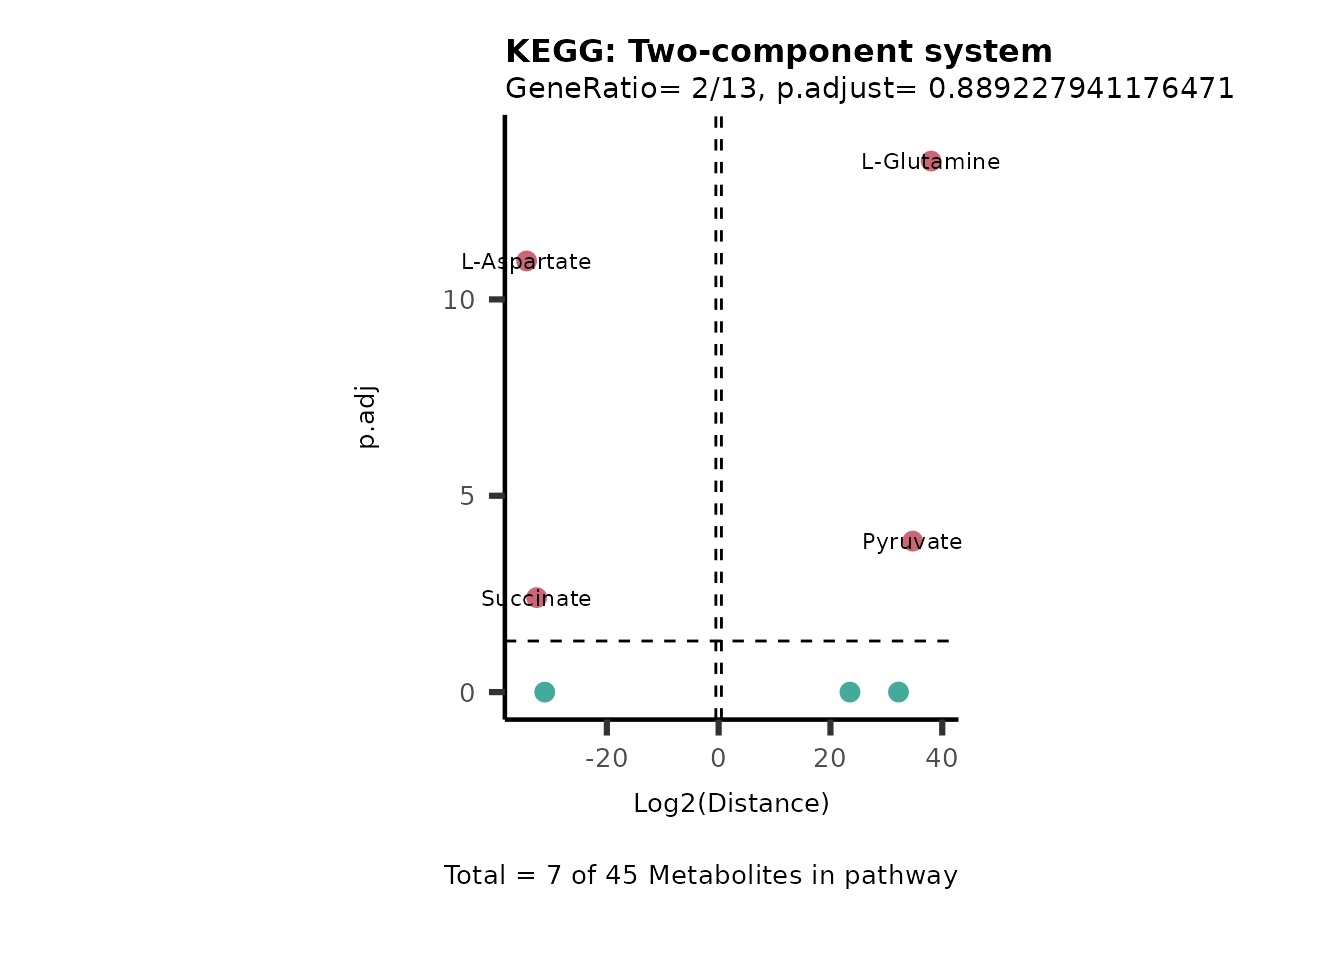 KEGG: Two-component system
GeneRatio= 2/13, p.adjust= 0.889227941176471
L-Glutamine
L-Aspartate
10
p.adj
5
Pyruvate
Succinate
0
-20 0 20 40
Log2(Distance)
Total = 7 of 45 Metabolites in pathway